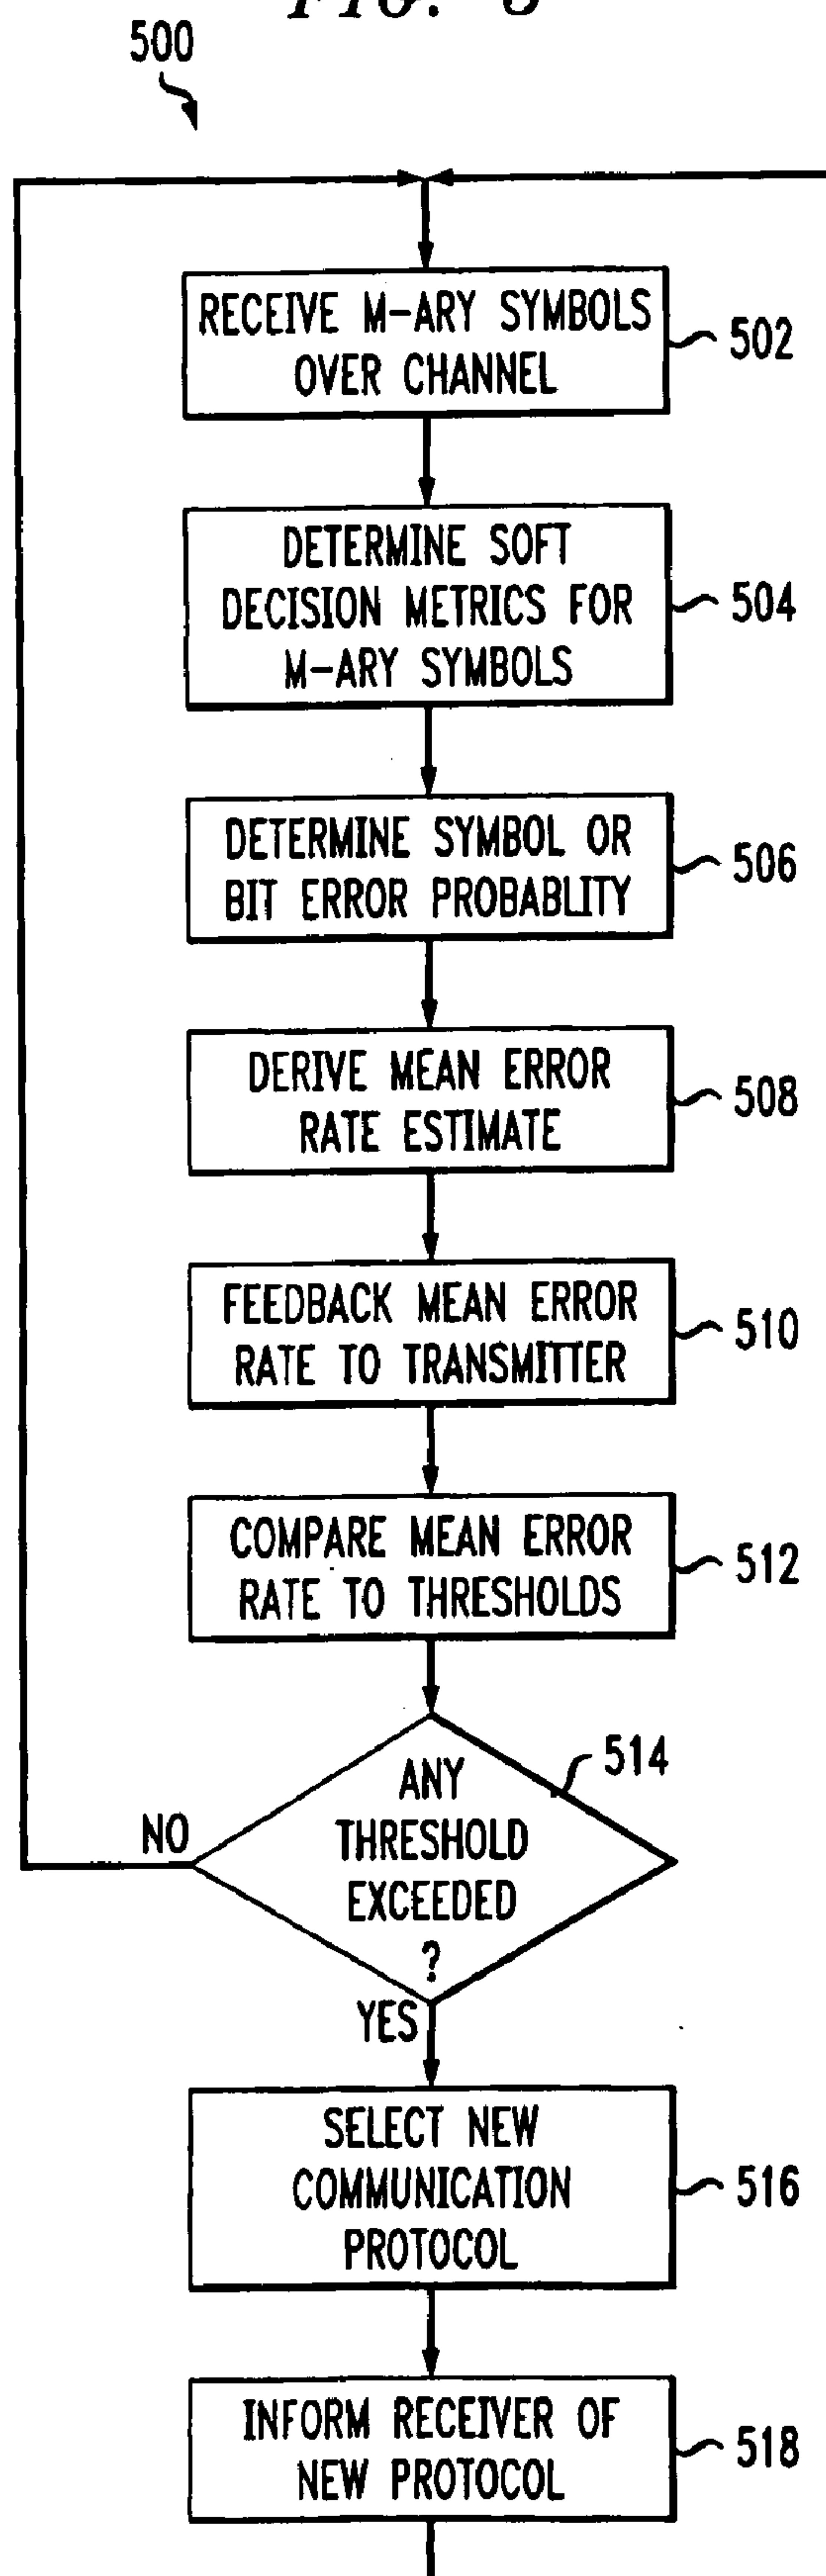 FIG. 5
500
RECEIVE M-ARY SYMBOLS
OVER CHANNEL
502
DETERMINE SOFT
DECISION METRICS FOR
M-ARY SYMBOLS
504
DETERMINE SYMBOL OR
BIT ERROR PROBABLITY
506
DERIVE MEAN ERROR
RATE ESTIMATE
508
FEEDBACK MEAN ERROR
RATE TO TRANSMITTER
510
COMPARE MEAN ERROR
RATE TO THRESHOLDS
512
ANY
THRESHOLD
EXCEEDED
?
514
NO
YES
SELECT NEW
COMMUNICATION
PROTOCOL
516
INFORM RECEIVER OF
NEW PROTOCOL
518